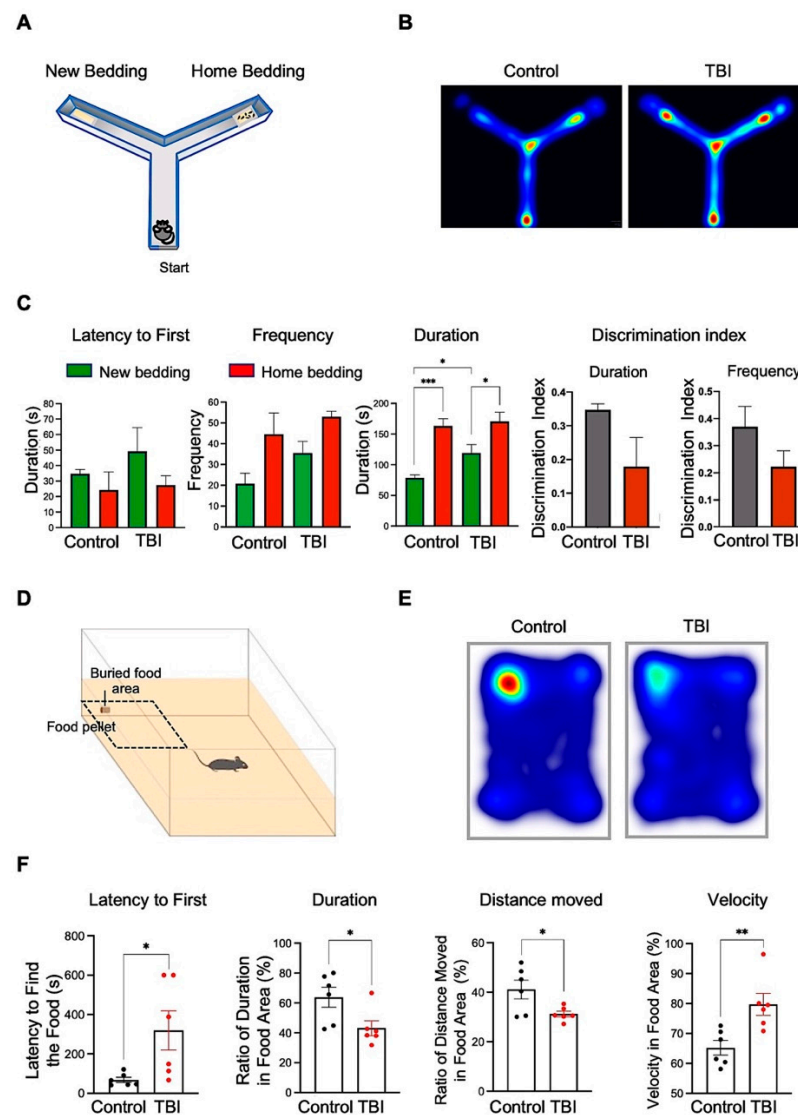 A
New Bedding Home Bedding
Start
B
Control TBI
C
Latency to First Frequency Duration Discrimination index
New bedding Home bedding
Duration Frequency
Duration (s)
80
70
60
50
40
30
20
10
0
Control TBI
Frequency
60
50
40
30
20
10
0
Control TBI
Duration (s)
200
150
100
50
0
* *** *
Control TBI
Discrimination Index
0.4
0.3
0.2
0.1
0.0
Control TBI
Discrimination Index
0.5
0.4
0.3
0.2
0.1
0.0
Control TBI
D
Buried food
area
Food pellet
E
Control TBI
F
Latency to First Duration Distance moved Velocity
Latency to Find
the Food (s)
800
600
400
200
0
*
Control TBI
Ratio of Duration
in Food Area (%)
100
80
60
40
20
0
*
Control TBI
Ratio of Distance Moved
in Food Area (%)
60
40
20
0
*
Control TBI
Velocity in Food Area (%)
100
90
80
70
60
50
**
Control TBI